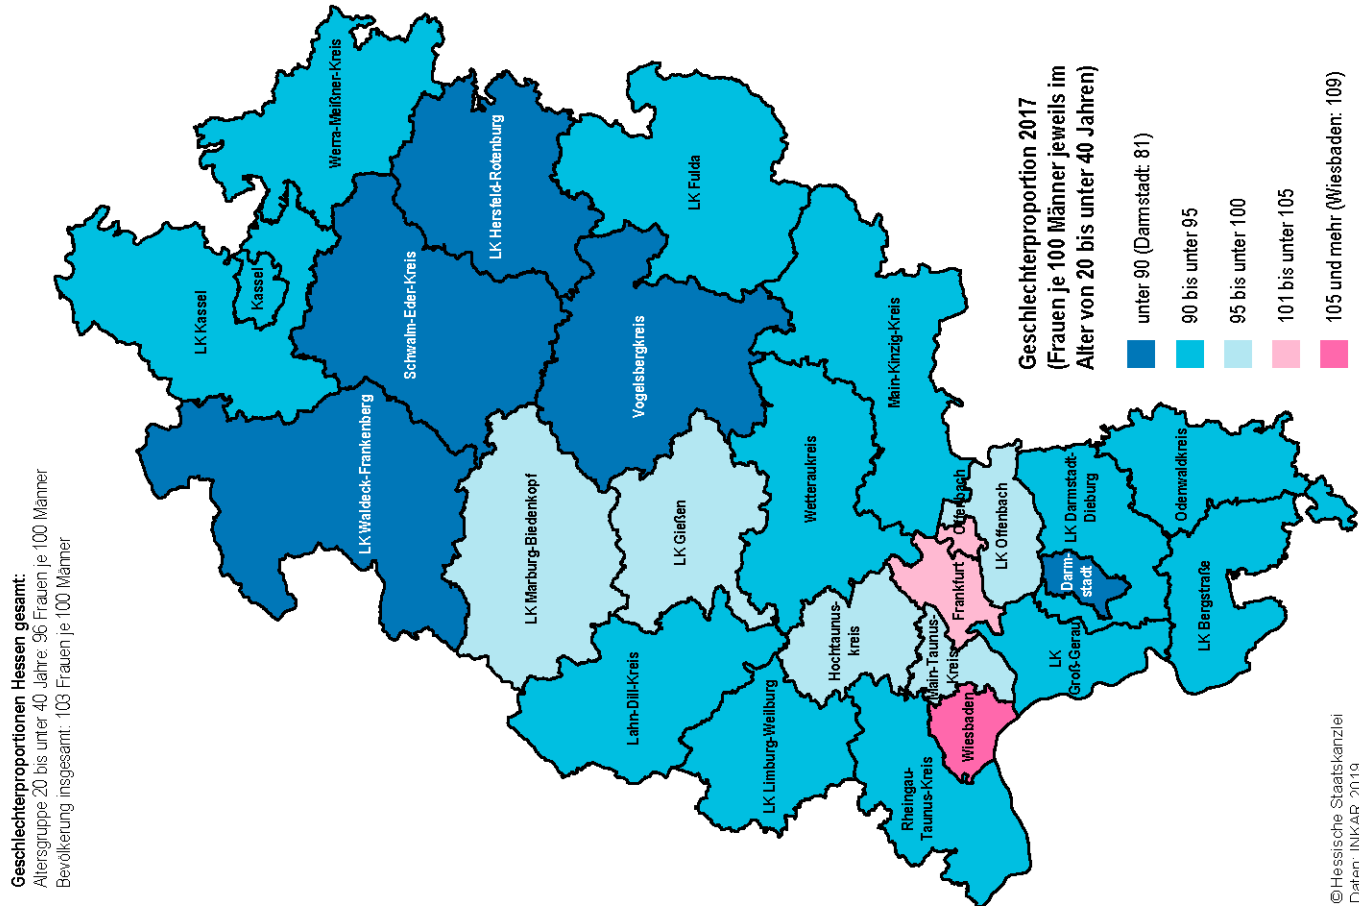 Geschlechterproportionen Hessen gesamt:
Altersgruppe 20 bis unter 40 Jahre: 96 Frauen je 100 Männer
Bevölkerung insgesamt: 103 Frauen je 100 Männer
Werra-Meißner-Kreis
LK Kassel
Kassel
LK Hersfeld-Rotenburg
Schwalm-Eder-Kreis
LK Waldeck-Frankenberg
LK Fulda
Vogelsbergkreis
LK Marburg-Biedenkopf
LK Gießen
Lahn-Dill-Kreis
Main-Kinzig-Kreis
Wetteraukreis
LK Limburg-Weilburg
Hochtaunus-
kreis
Rheingau-
Taunus-Kreis
Main-Taunus-
Kreis
Wiesbaden
Frankfurt
Offenbach
LK Offenbach
LK
Groß-Gerau
Darm-
stadt
LK Darmstadt-
Dieburg
Odenwaldkreis
LK Bergstraße
Geschlechterproportion 2017
(Frauen je 100 Männer jeweils im
Alter von 20 bis unter 40 Jahren)
unter 90 (Darmstadt: 81)
90 bis unter 95
95 bis unter 100
101 bis unter 105
105 und mehr (Wiesbaden: 109)
© Hessische Staatskanzlei
Daten: INKAR 2019